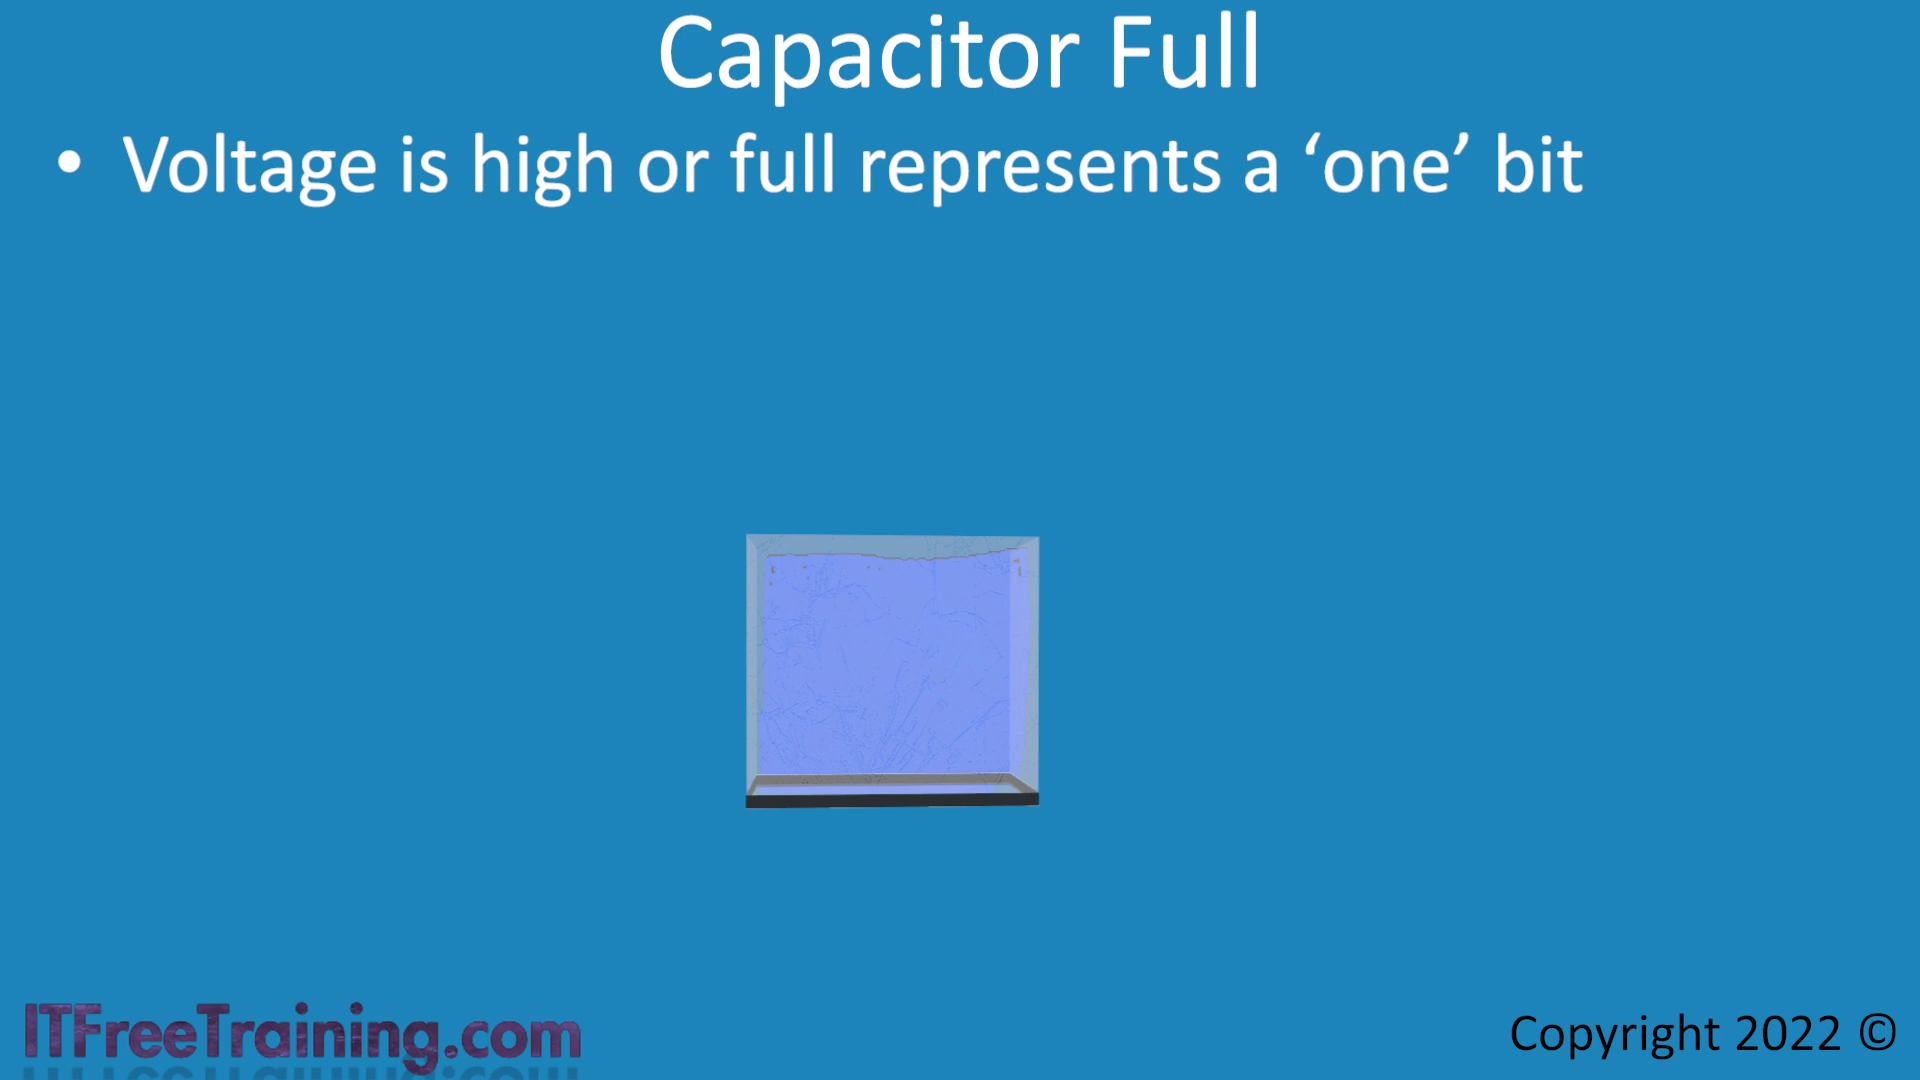 Capacitor Full
• Voltage is high or full represents a ‘one’ bit
ITFreeTraining.com
Copyright 2022 ©